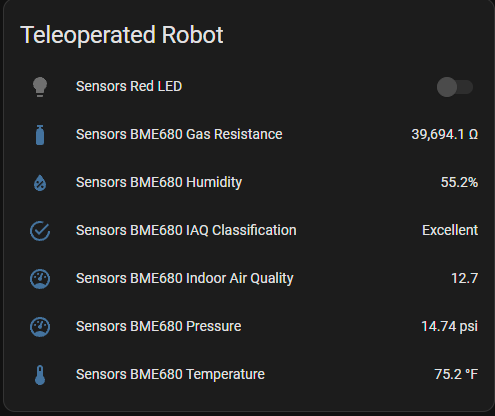 Teleoperated Robot
Sensors Red LED
Sensors BME680 Gas Resistance 39,694.1 Ω
Sensors BME680 Humidity 55.2%
Sensors BME680 IAQ Classification Excellent
Sensors BME680 Indoor Air Quality 12.7
Sensors BME680 Pressure 14.74 psi
Sensors BME680 Temperature 75.2 °F